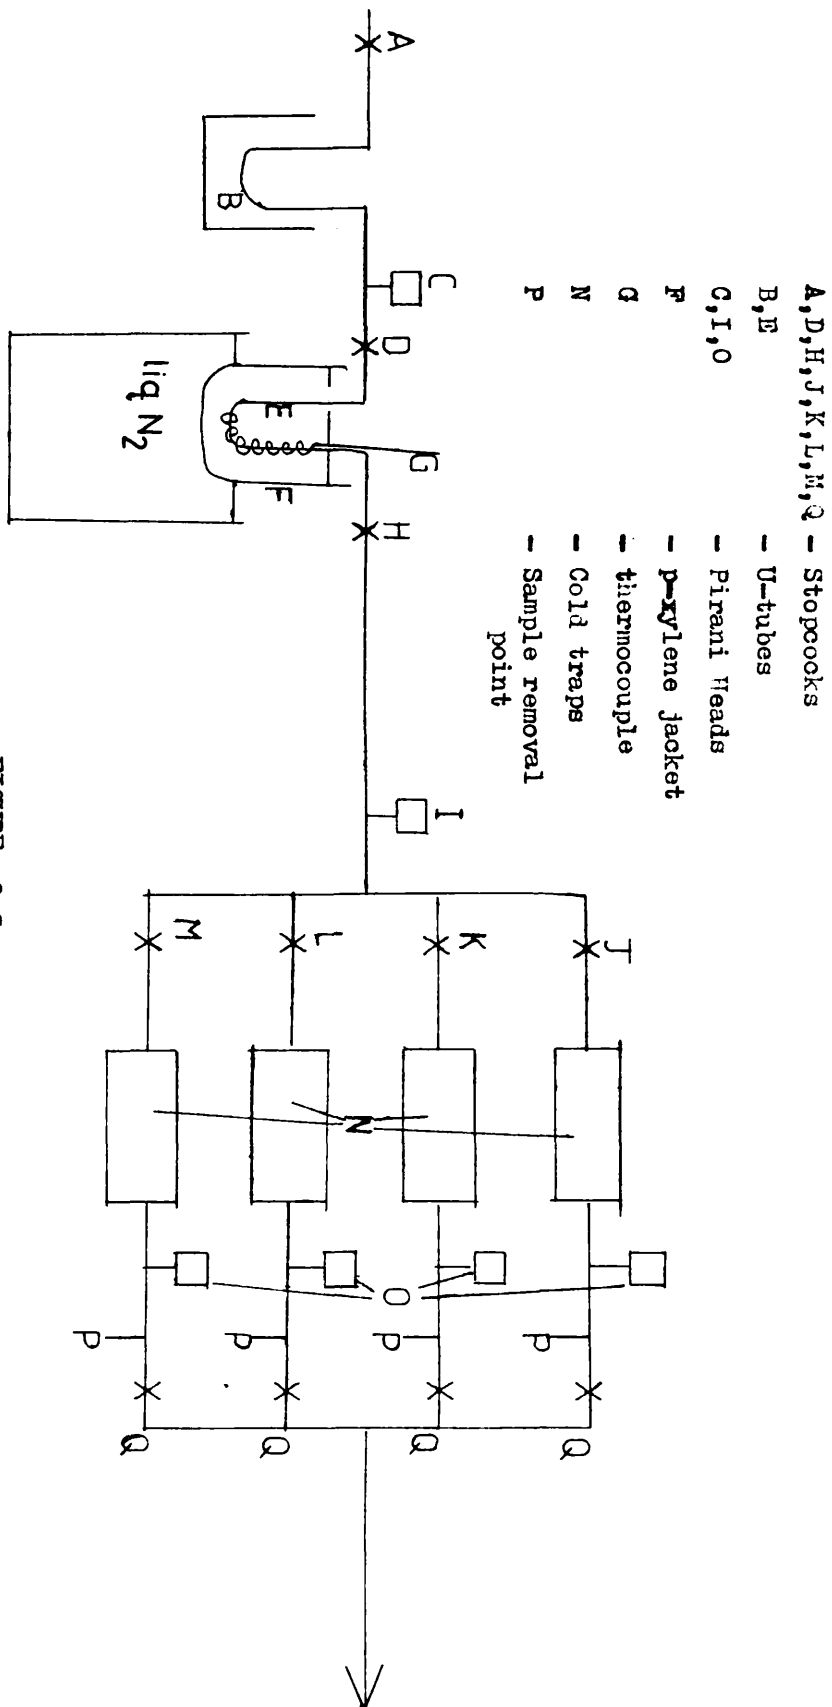 A,D,H,J,K,L,M,Q - Stopcocks
B,E - U-tubes
C,I,O - Pirani Heads
F - p-xylene jacket
G - thermocouple
N - Cold traps
P - Sample removal
point
A
B
C
D
E
F
G
H
liq N2
I
J
K
L
M
N
O
P
P
P
P
Q
Q
Q
Q